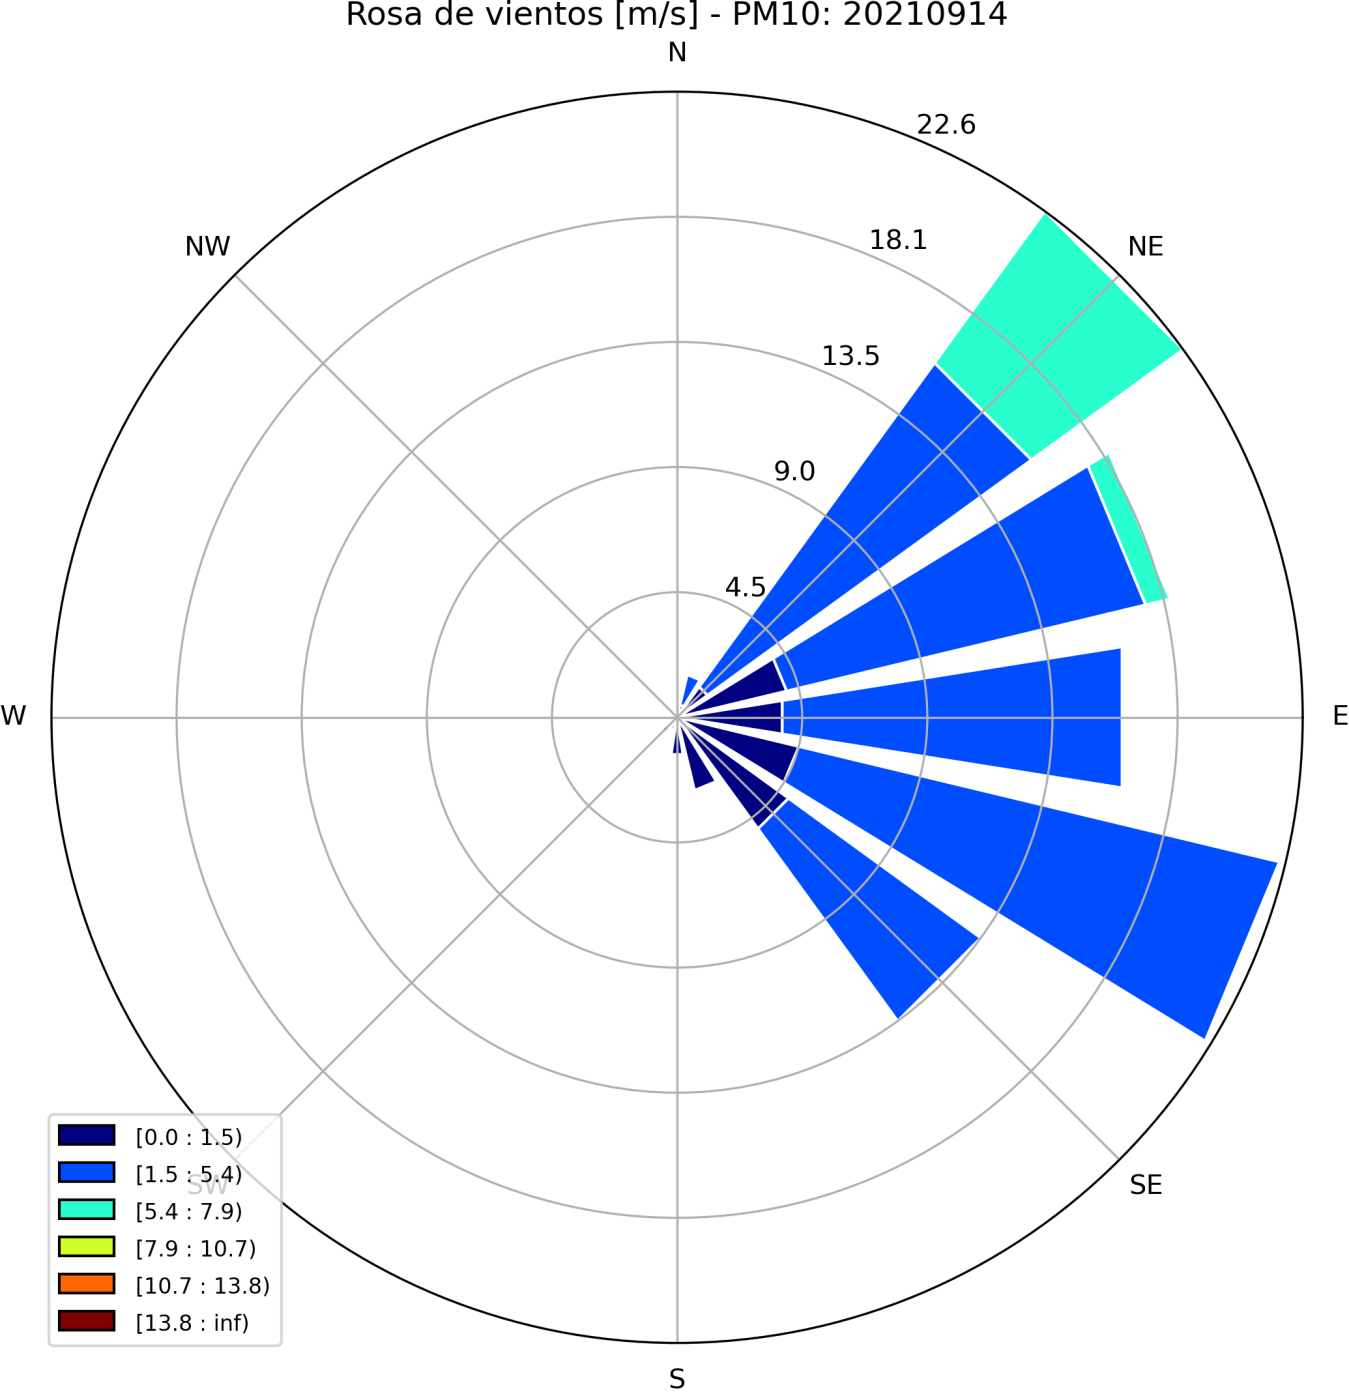 Rosa de vientos [m/s] - PM10: 20210914
N
22.6
NW
18.1
NE
13.5
9.0
4.5
W
E
[0.0 : 1.5)
[1.5 : 5.4)
SW
SE
[5.4 : 7.9)
[7.9 : 10.7)
[10.7 : 13.8)
[13.8 : inf)
S